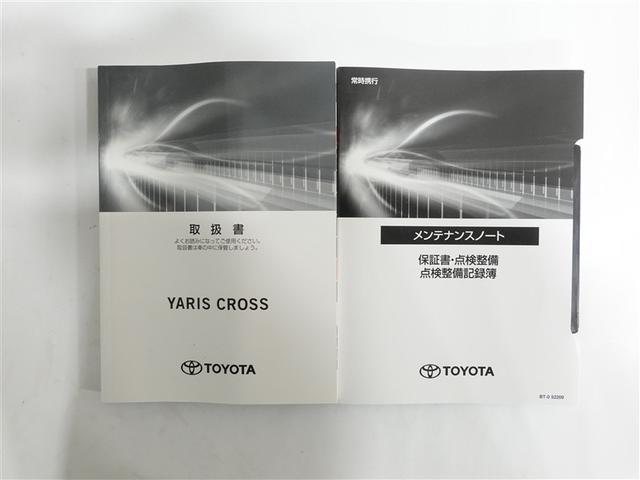 取扱書
よくお読みになってご使用ください。
取扱書は車の中に保管しましょう。
YARIS CROSS
TOYOTA
常時携行
メンテナンスノート
保証書・点検整備
点検整備記録簿
TOYOTA
BT-0 92209